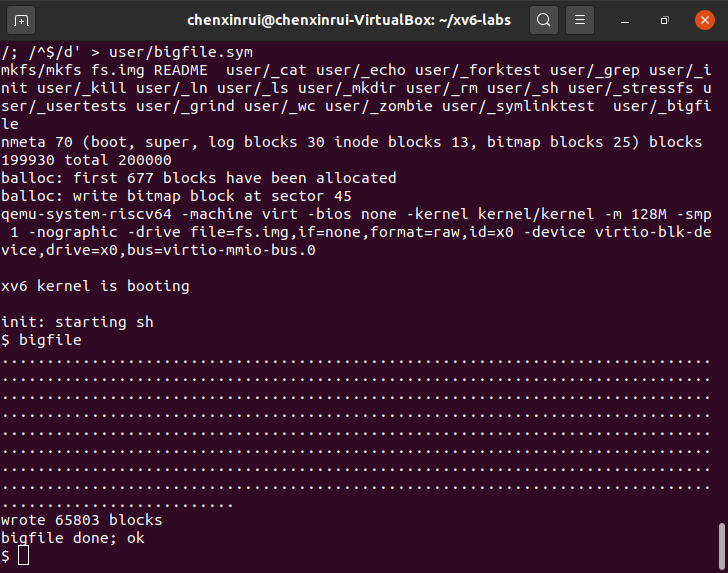 chenxinrui@chenxinrui-VirtualBox: ~/xv6-labs
/; /^$/d' > user/bigfile.sym
mkfs/mkfs fs.img README  user/_cat user/_echo user/_forktest user/_grep user/_i
nit user/_kill user/_ln user/_ls user/_mkdir user/_rm user/_sh user/_stressfs u
ser/_usertests user/_grind user/_wc user/_zombie user/_symlinktest  user/_bigfi
le
nmeta 70 (boot, super, log blocks 30 inode blocks 13, bitmap blocks 25) blocks
199930 total 200000
balloc: first 677 blocks have been allocated
balloc: write bitmap block at sector 45
qemu-system-riscv64 -machine virt -bios none -kernel kernel/kernel -m 128M -smp
 1 -nographic -drive file=fs.img,if=none,format=raw,id=x0 -device virtio-blk-de
vice,drive=x0,bus=virtio-mmio-bus.0
xv6 kernel is booting
init: starting sh
$ bigfile
...............................................................................
...............................................................................
...............................................................................
...............................................................................
...............................................................................
...............................................................................
...............................................................................
...............................................................................
..........................
wrote 65803 blocks
bigfile done; ok
$